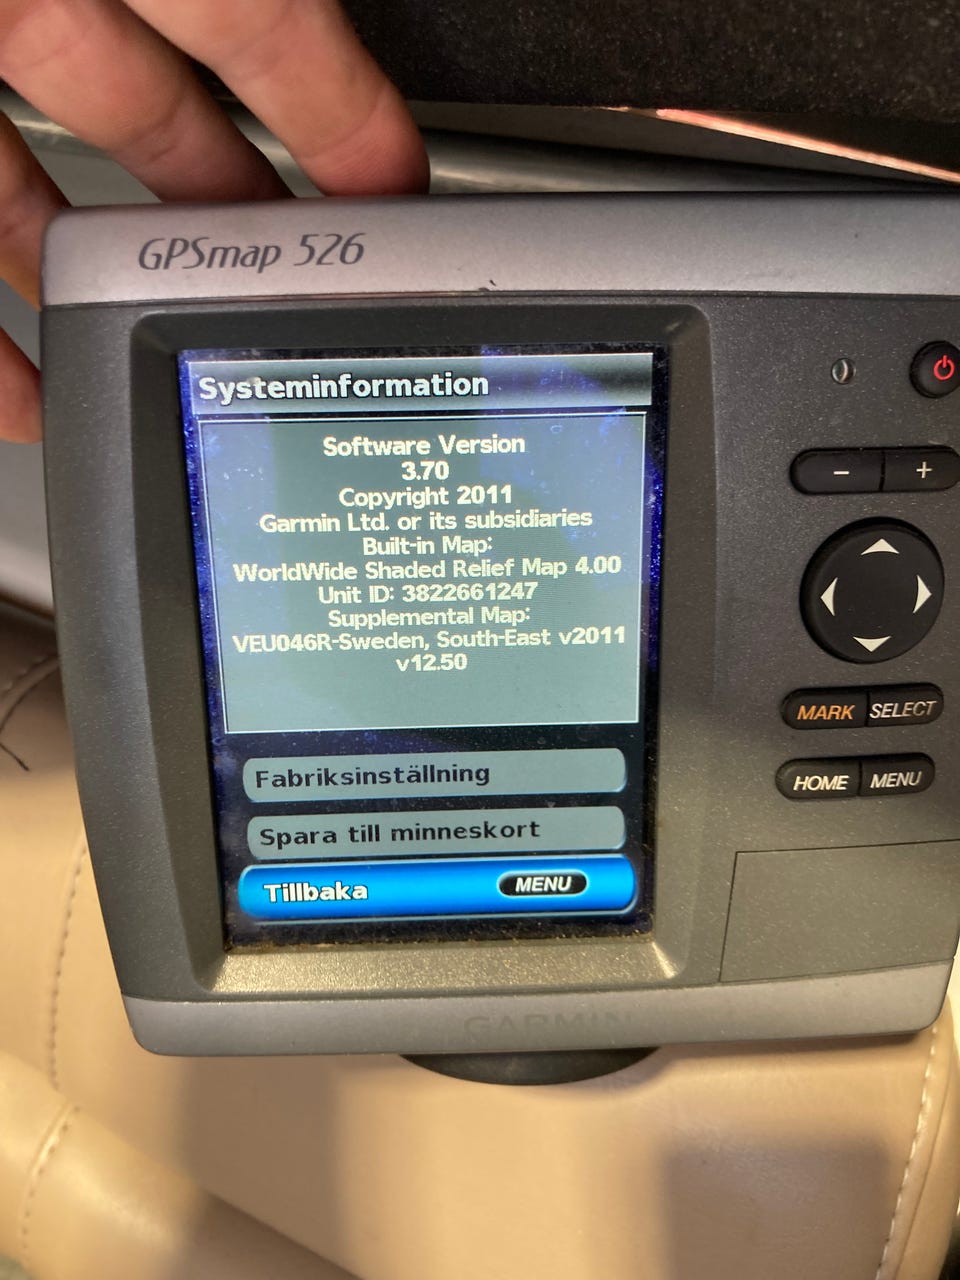 GPSmap 526
Systeminformation
Software Version
3.70
Copyright 2011
Garmin Ltd. or its subsidiaries
Built-in Map:
WorldWide Shaded Relief Map 4.00
Unit ID: 3822661247
Supplemental Map:
VEU046R-Sweden, South-East v2011
v12.50
Fabriksinställning
Spara till minneskort
Tillbaka MENU
- +
MARK SELECT
HOME MENU
GARMIN